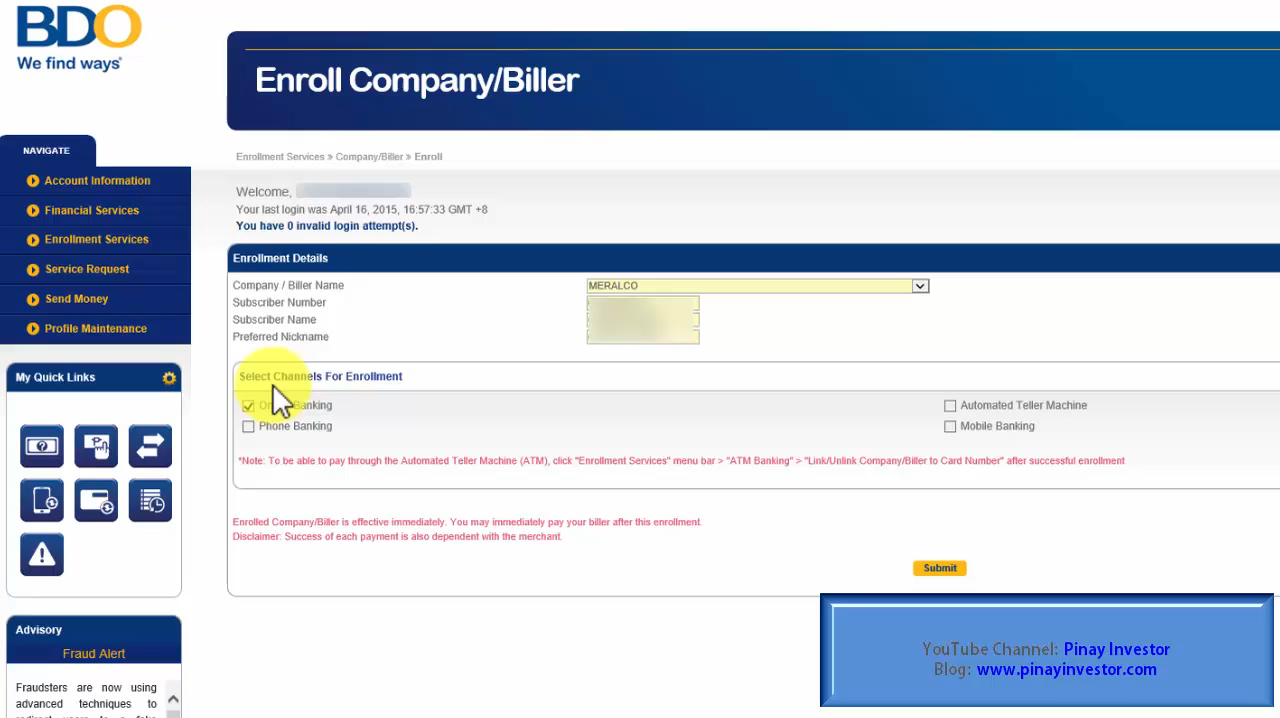 BDO
We find ways®
Enroll Company/Biller
NAVIGATE
Account Information
Financial Services
Enrollment Services
Service Request
Send Money
Profile Maintenance
Enrollment Services » Company/Biller » Enroll
Welcome,
Your last login was April 16, 2015, 16:57:33 GMT +8
You have 0 invalid login attempt(s).
Enrollment Details
Company / Biller Name MERALCO
Subscriber Number
Subscriber Name
Preferred Nickname
Select Channels For Enrollment
Banking Automated Teller Machine
Phone Banking Mobile Banking
*Note: To be able to pay through the Automated Teller Machine (ATM), click "Enrollment Services" menu bar > "ATM Banking" > "Link/Unlink Company/Biller to Card Number" after successful enrollment
Enrolled Company/Biller is effective immediately. You may immediately pay your biller after this enrollment.
Disclaimer: Success of each payment is also dependent with the merchant.
Submit
My Quick Links
Advisory
Fraud Alert
Fraudsters are now using
advanced techniques to
YouTube Channel: Pinay Investor
Blog: www.pinayinvestor.com